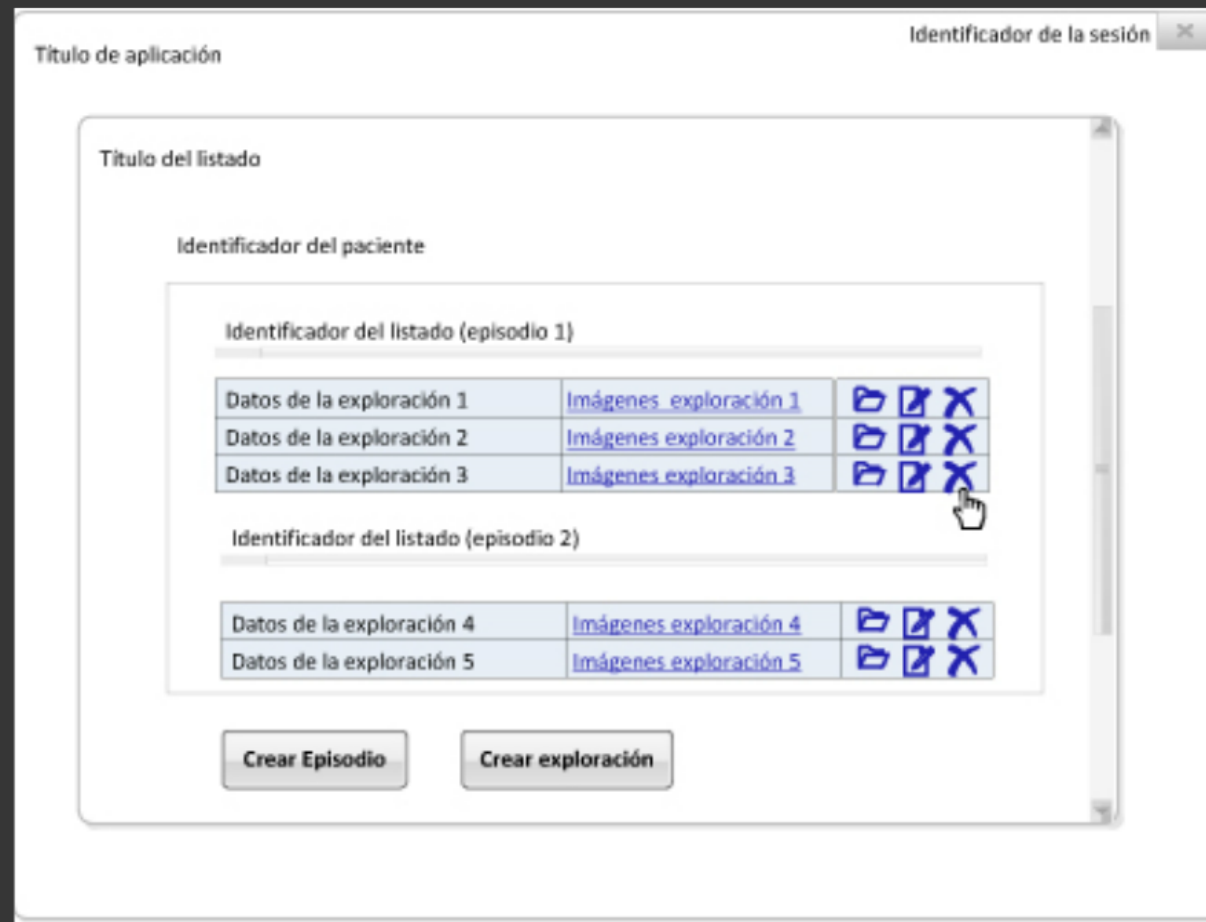 Identificador de la sesión
Título de aplicación
Título del listado
Identificador del paciente
Identificador del listado (episodio 1)
Datos de la exploración 1 Imágenes exploración 1
Datos de la exploración 2 Imágenes exploración 2
Datos de la exploración 3 Imágenes exploración 3
Identificador del listado (episodio 2)
Datos de la exploración 4 Imágenes exploración 4
Datos de la exploración 5 Imágenes exploración 5
Crear Episodio Crear exploración